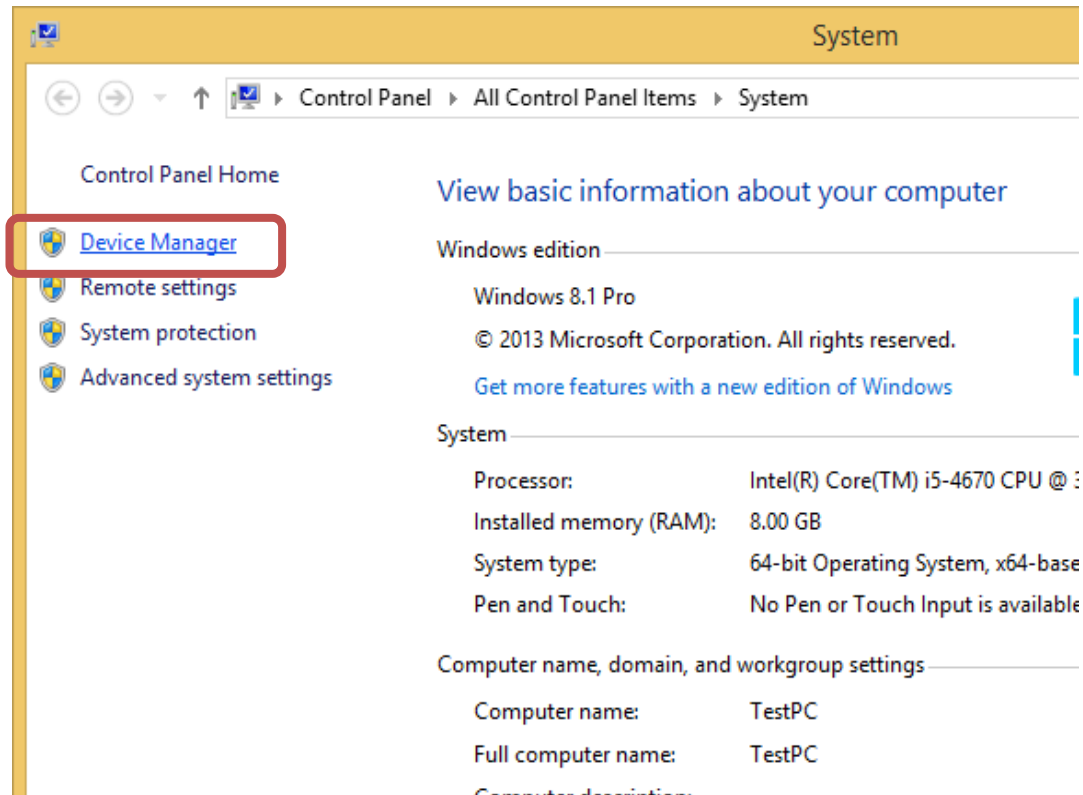 System
Control Panel All Control Panel Items System
Control Panel Home
Device Manager
Remote settings
System protection
Advanced system settings
View basic information about your computer
Windows edition
Windows 8.1 Pro
© 2013 Microsoft Corporation. All rights reserved.
Get more features with a new edition of Windows
System
Processor: Intel(R) Core(TM) i5-4670 CPU @
Installed memory (RAM): 8.00 GB
System type: 64-bit Operating System, x64-base
Pen and Touch: No Pen or Touch Input is available
Computer name, domain, and workgroup settings
Computer name: TestPC
Full computer name: TestPC